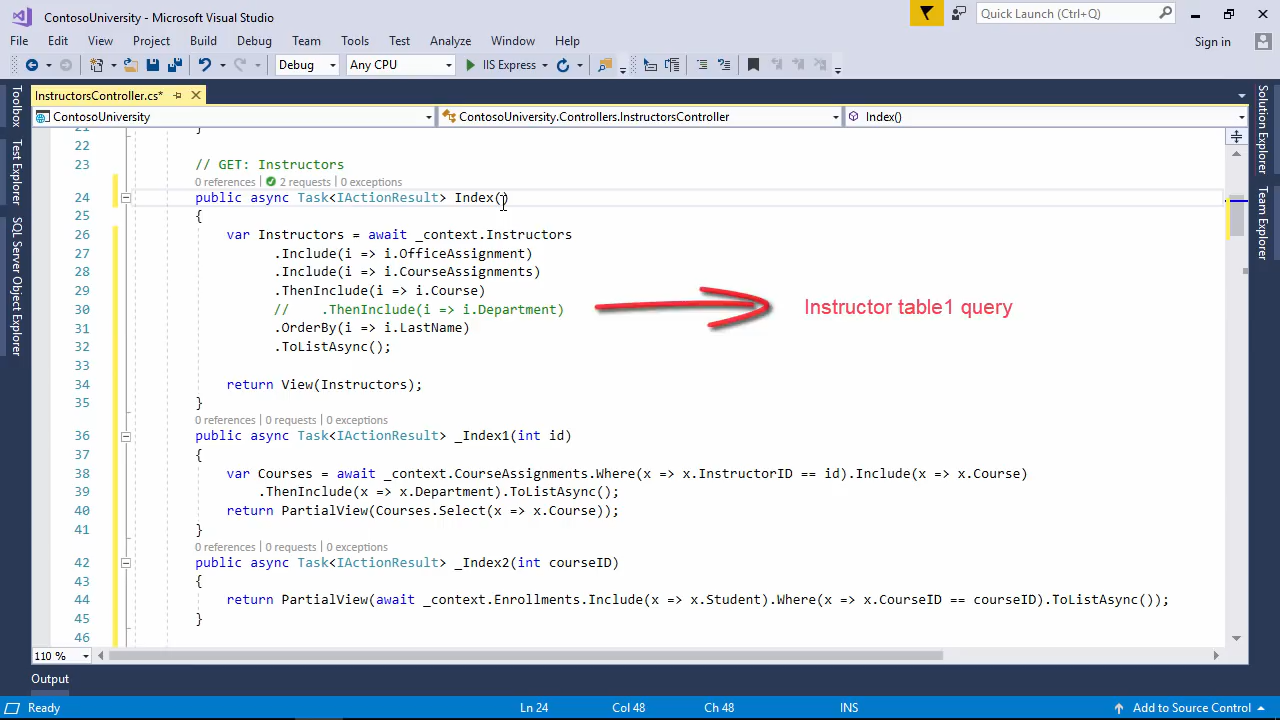 ContosoUniversity - Microsoft Visual Studio
Quick Launch (Ctrl+Q)
File Edit View Project Build Debug Team Tools Test Analyze Window Help
Sign in
Debug Any CPU IIS Express
InstructorsController.cs*
ContosoUniversity ContosoUniversity.Controllers.InstructorsController Index()
Toolbox
Test Explorer
SQL Server Object Explorer
Solution Explorer
Team Explorer
21 }
22
23 // GET: Instructors
0 references | 2 requests | 0 exceptions
24 public async Task<IActionResult> Index()
25 {
26 var Instructors = await _context.Instructors
27 .Include(i => i.OfficeAssignment)
28 .Include(i => i.CourseAssignments)
29 .ThenInclude(i => i.Course)
30 // .ThenInclude(i => i.Department)
Instructor table1 query
31 .OrderBy(i => i.LastName)
32 .ToListAsync();
33
34 return View(Instructors);
35 }
0 references | 0 requests | 0 exceptions
36 public async Task<IActionResult> _Index1(int id)
37 {
38 var Courses = await _context.CourseAssignments.Where(x => x.InstructorID == id).Include(x => x.Course)
39 .ThenInclude(x => x.Department).ToListAsync();
40 return PartialView(Courses.Select(x => x.Course));
41 }
0 references | 0 requests | 0 exceptions
42 public async Task<IActionResult> _Index2(int courseID)
43 {
44 return PartialView(await _context.Enrollments.Include(x => x.Student).Where(x => x.CourseID == courseID).ToListAsync());
45 }
46
110 %
Output
Ready Ln 24 Col 48 Ch 48 INS Add to Source Control